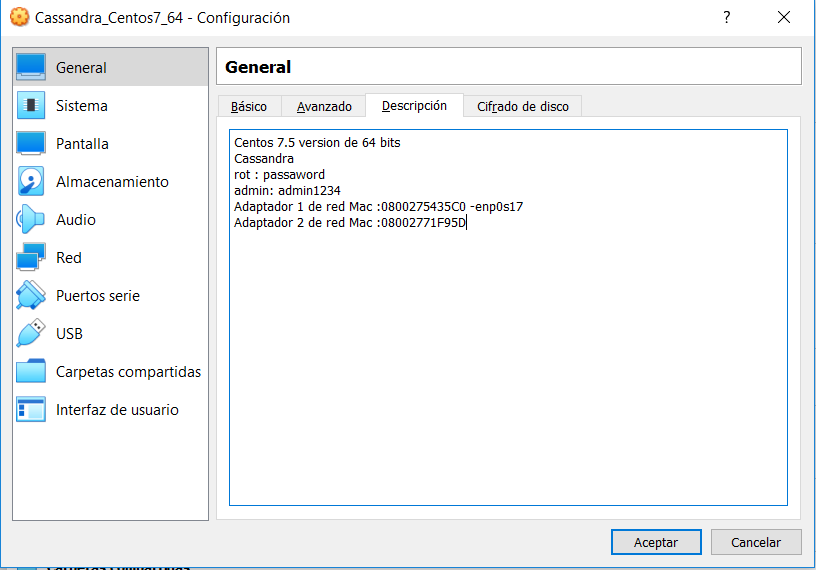 Cassandra_Centos7_64 - Configuración
?
General
Sistema
Pantalla
Almacenamiento
Audio
Red
Puertos serie
USB
Carpetas compartidas
Interfaz de usuario
General
Básico Avanzado Descripción Cifrado de disco
Centos 7.5 version de 64 bits
Cassandra
rot : passaword
admin: admin1234
Adaptador 1 de red Mac :0800275435C0 -enp0s17
Adaptador 2 de red Mac :08002771F95D
Aceptar Cancelar